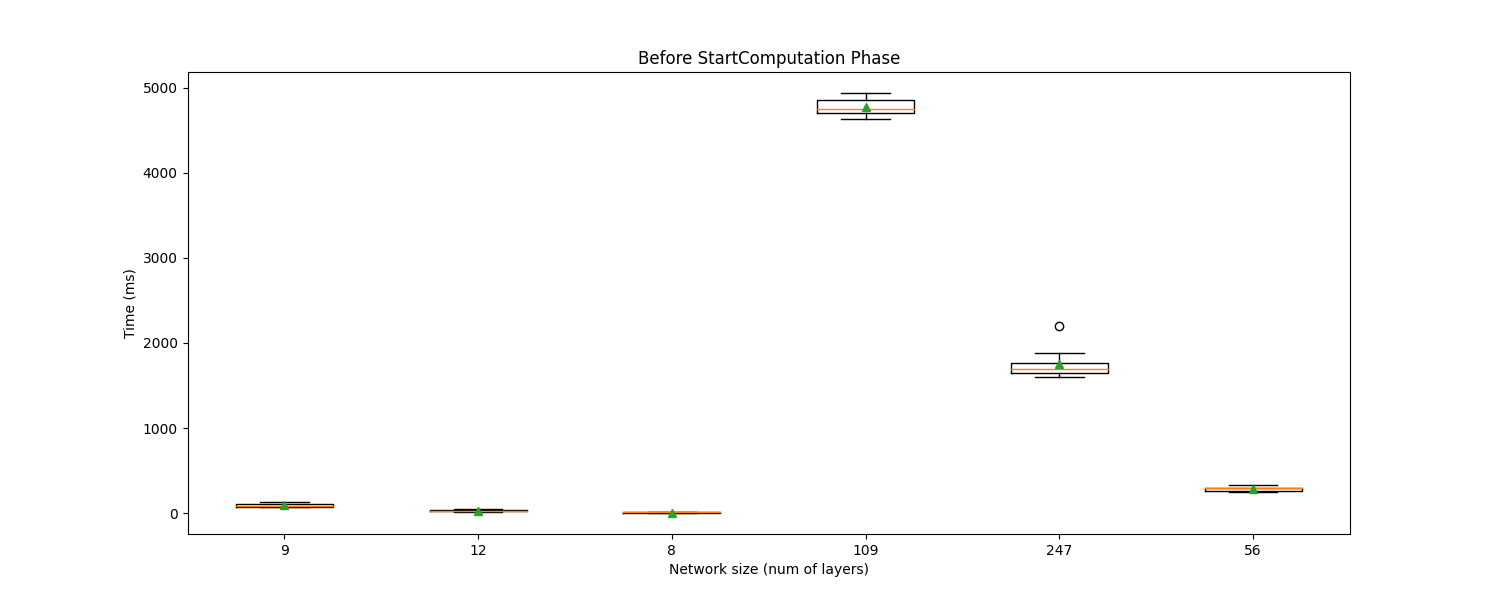 Before StartComputation Phase
5000
4000
3000
2000
1000
0
Time (ms)
9 12 8 109 247 56
Network size (num of layers)